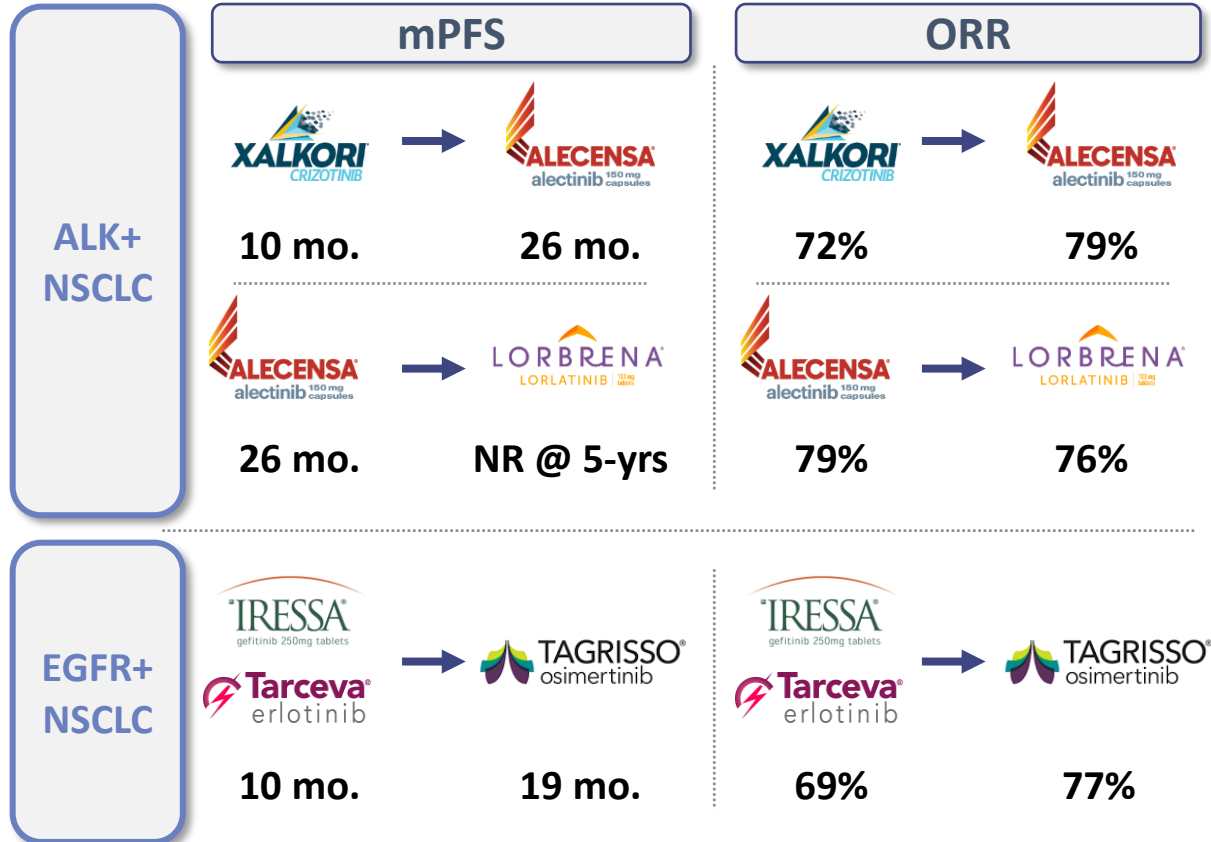 mPFS
ORR
ALK+
NSCLC
XALKORI®
CRIZOTINIB
ALECENSA®
alectinib 150 mg capsules
XALKORI®
CRIZOTINIB
ALECENSA®
alectinib 150 mg capsules
10 mo.
26 mo.
72%
79%
ALECENSA®
alectinib 150 mg capsules
LORBRENA®
LORLATINIB
ALECENSA®
alectinib 150 mg capsules
LORBRENA®
LORLATINIB
26 mo.
NR @ 5-yrs
79%
76%
EGFR+
NSCLC
IRESSA®
gefitinib 250mg tablets
Tarceva®
erlotinib
TAGRISSO®
osimertinib
IRESSA®
gefitinib 250mg tablets
Tarceva®
erlotinib
TAGRISSO®
osimertinib
10 mo.
19 mo.
69%
77%